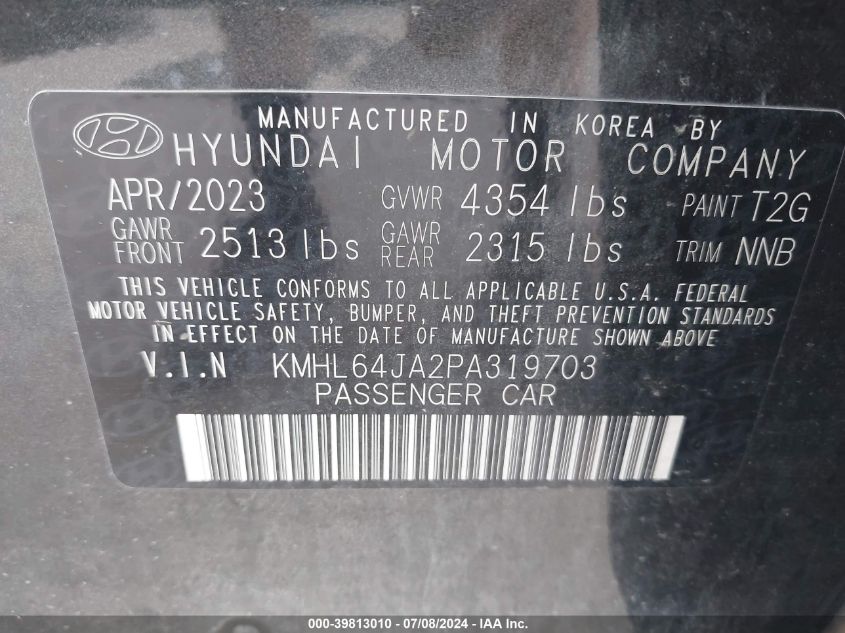 MANUFACTURED IN KOREA BY
HYUNDAI MOTOR COMPANY
APR/2023 GVWR 4354 lbs PAINT T2G
GAWR FRONT 2513 lbs GAWR REAR 2315 lbs TRIM NNB
THIS VEHICLE CONFORMS TO ALL APPLICABLE U.S.A. FEDERAL
MOTOR VEHICLE SAFETY, BUMPER, AND THEFT PREVENTION STANDARDS
IN EFFECT ON THE DATE OF MANUFACTURE SHOWN ABOVE
V.I.N KMHL64JA2PA319703
PASSENGER CAR
000-39813010 - 07/08/2024 - IAA Inc.